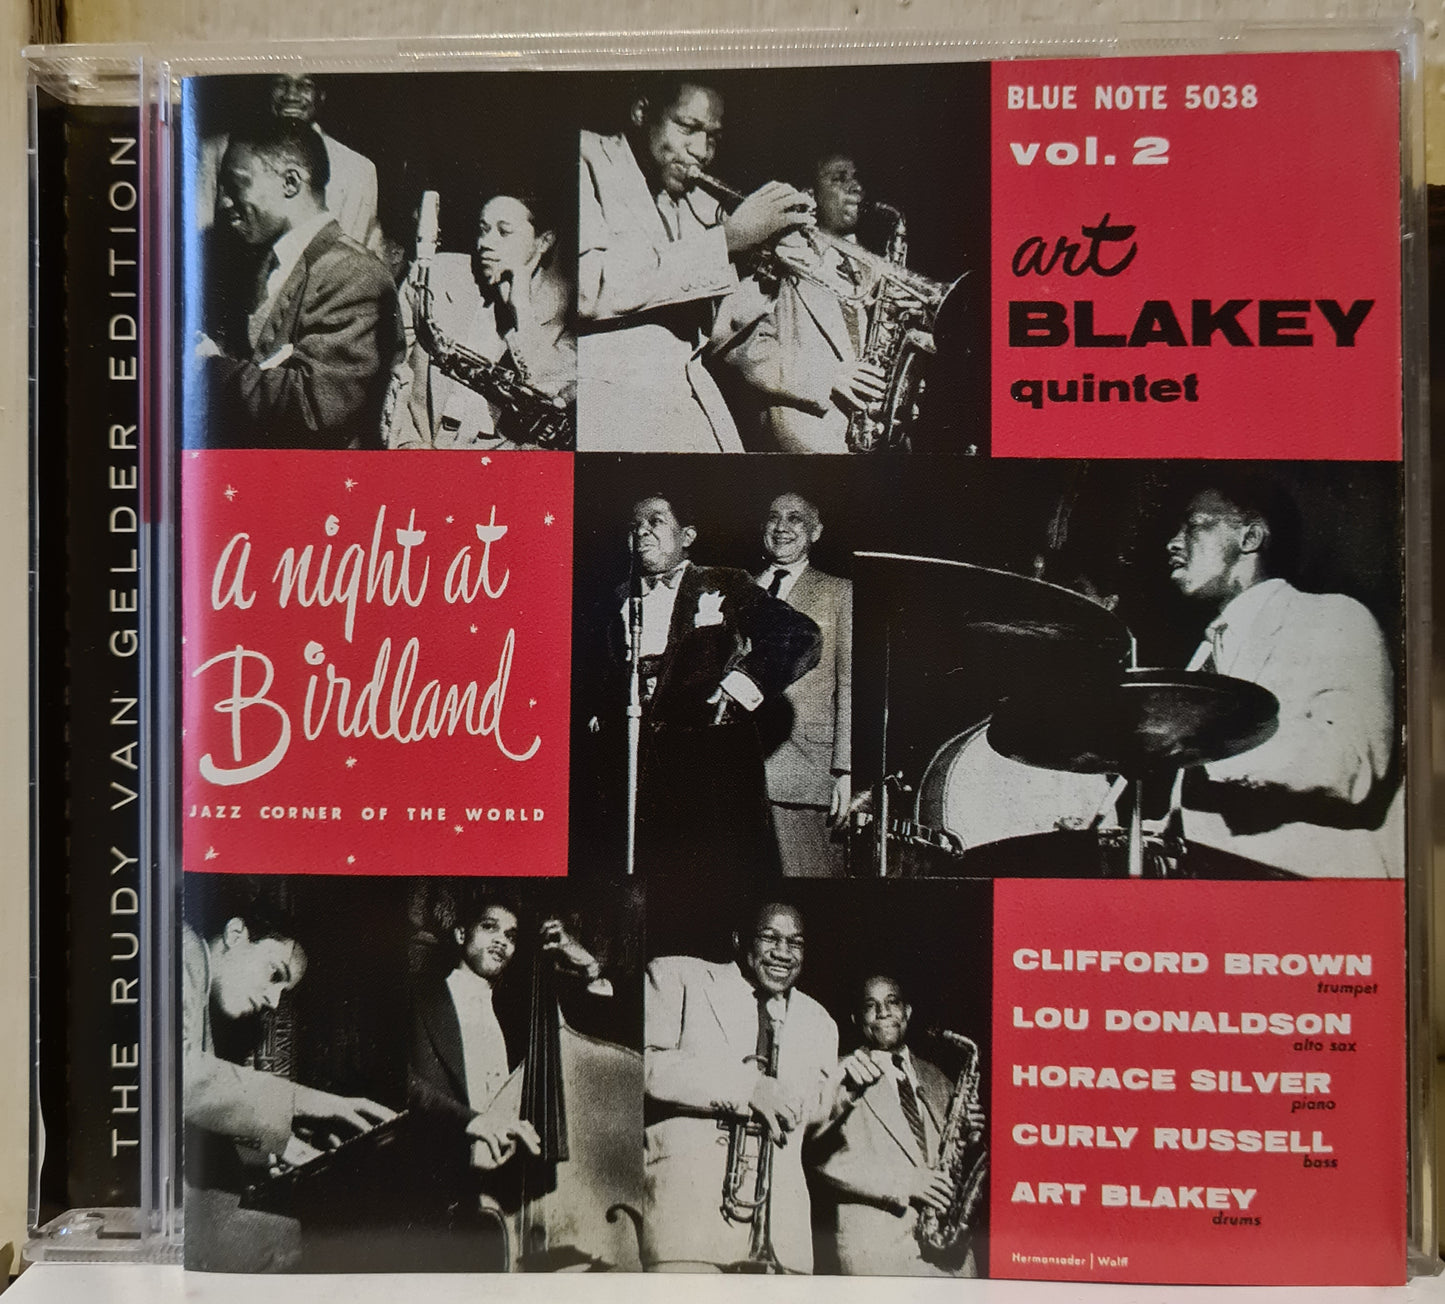 THE RUDY VAN GELDER EDITION
BLUE NOTE 5038
vol. 2
art
BLAKEY
quintet
a night at
Birdland
JAZZ CORNER OF THE WORLD
CLIFFORD BROWN
trumpet
LOU DONALDSON
alto sax
HORACE SILVER
piano
CURLY RUSSELL
bass
ART BLAKEY
drums
Hermansader | Wolff